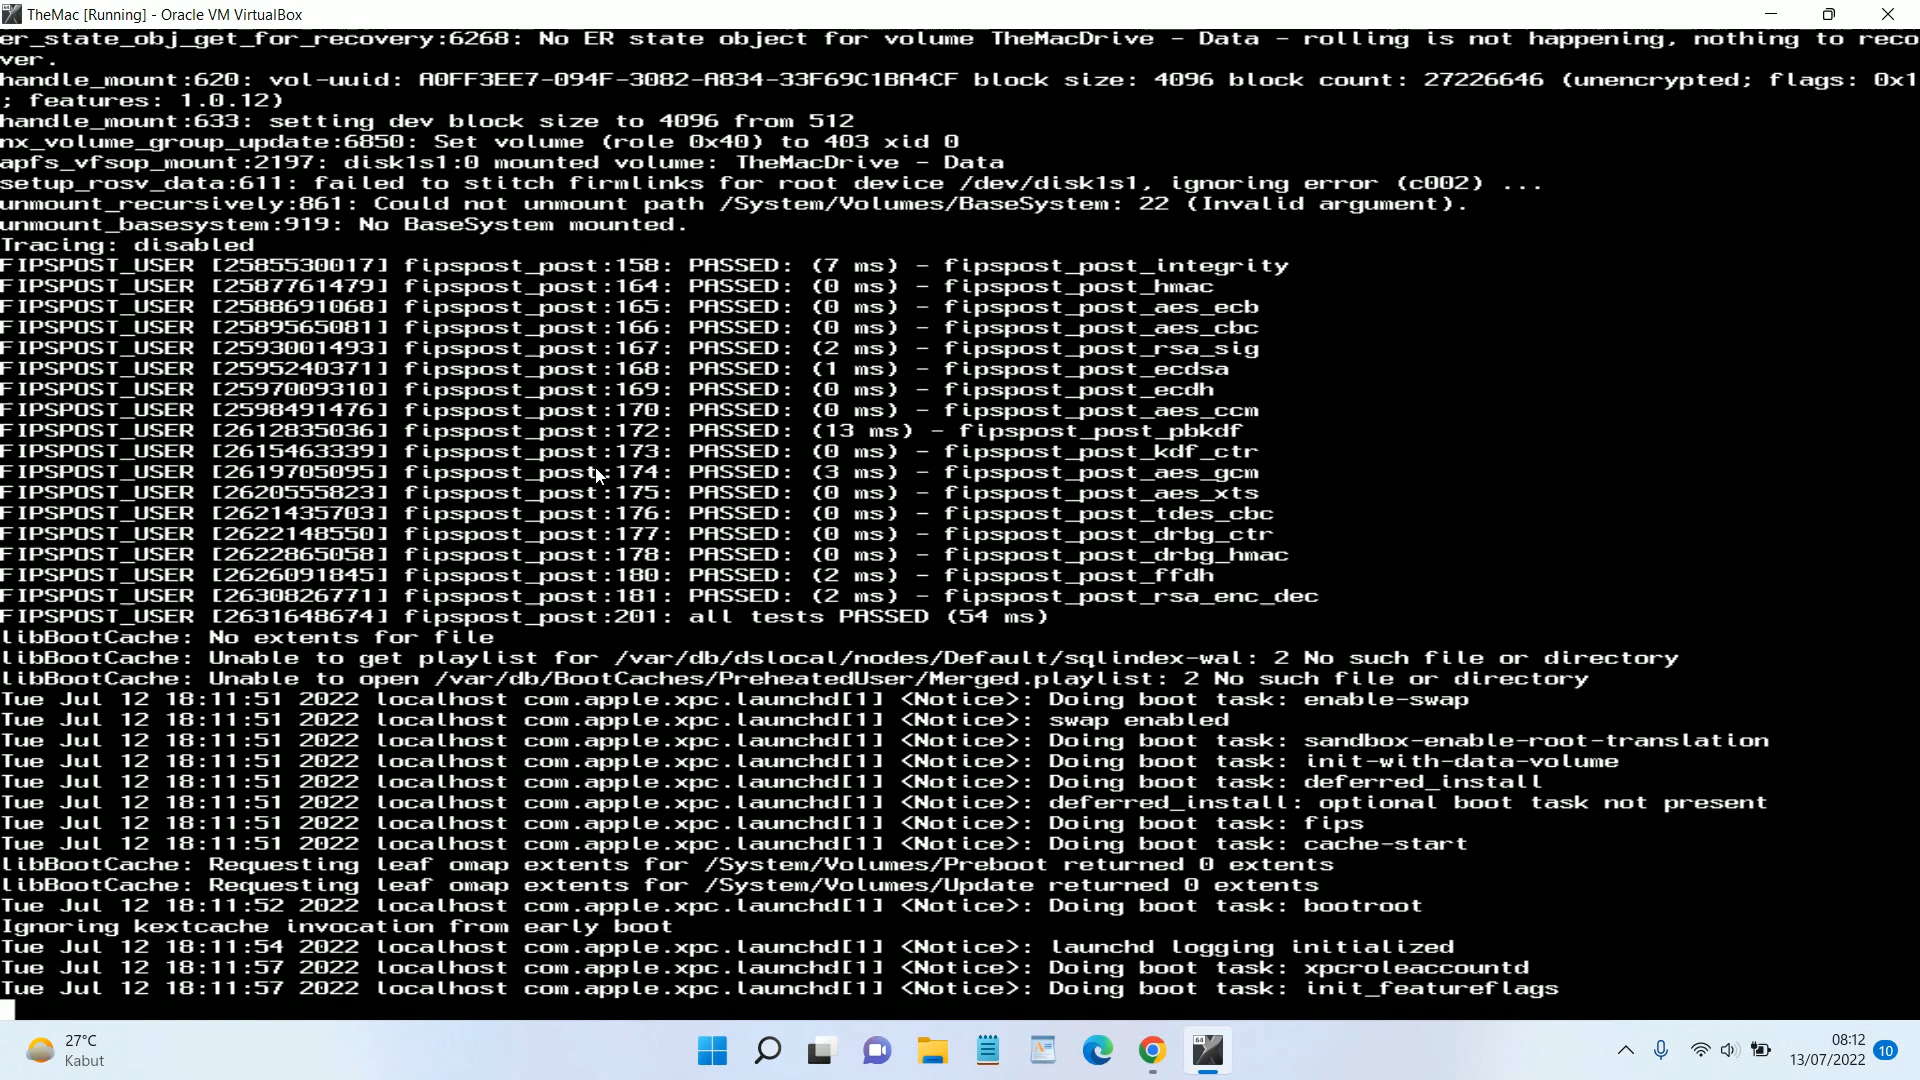 TheMac [Running] - Oracle VM VirtualBox
er_state_obj_get_for_recovery:6268: No ER state object for volume TheMacDrive - Data - rolling is not happening, nothing to reco
ver.
handle_mount:620: vol-uuid: A0FF3EE7-094F-3082-A834-33F69C1BA4CF block size: 4096 block count: 27226646 (unencrypted; flags: 0x1
; features: 1.0.12)
handle_mount:633: setting dev block size to 4096 from 512
nx_volume_group_update:6850: Set volume (role 0x40) to 403 xid 0
apfs_vfsop_mount:2197: disk1s1:0 mounted volume: TheMacDrive - Data
setup_rosv_data:611: failed to stitch firmlinks for root device /dev/disk1s1, ignoring error (c002) ...
unmount_recursively:861: Could not unmount path /System/Volumes/BaseSystem: 22 (Invalid argument).
unmount_basesystem:919: No BaseSystem mounted.
Tracing: disabled
FIPSPOST_USER [2585530017] fipspost_post:158: PASSED: (7 ms) - fipspost_post_integrity
FIPSPOST_USER [2587761479] fipspost_post:164: PASSED: (0 ms) - fipspost_post_hmac
FIPSPOST_USER [2588691068] fipspost_post:165: PASSED: (0 ms) - fipspost_post_aes_ecb
FIPSPOST_USER [2589565081] fipspost_post:166: PASSED: (0 ms) - fipspost_post_aes_cbc
FIPSPOST_USER [2593001493] fipspost_post:167: PASSED: (2 ms) - fipspost_post_rsa_sig
FIPSPOST_USER [2595240371] fipspost_post:168: PASSED: (1 ms) - fipspost_post_ecdsa
FIPSPOST_USER [2597009310] fipspost_post:169: PASSED: (0 ms) - fipspost_post_ecdh
FIPSPOST_USER [2598491476] fipspost_post:170: PASSED: (0 ms) - fipspost_post_aes_ccm
FIPSPOST_USER [2612835036] fipspost_post:172: PASSED: (13 ms) - fipspost_post_pbkdf
FIPSPOST_USER [2615463339] fipspost_post:173: PASSED: (0 ms) - fipspost_post_kdf_ctr
FIPSPOST_USER [2619705095] fipspost_post:174: PASSED: (3 ms) - fipspost_post_aes_gcm
FIPSPOST_USER [2620555823] fipspost_post:175: PASSED: (0 ms) - fipspost_post_aes_xts
FIPSPOST_USER [2621435703] fipspost_post:176: PASSED: (0 ms) - fipspost_post_tdes_cbc
FIPSPOST_USER [2622148550] fipspost_post:177: PASSED: (0 ms) - fipspost_post_drbg_ctr
FIPSPOST_USER [2622865058] fipspost_post:178: PASSED: (0 ms) - fipspost_post_drbg_hmac
FIPSPOST_USER [2626091845] fipspost_post:180: PASSED: (2 ms) - fipspost_post_ffdh
FIPSPOST_USER [2630826771] fipspost_post:181: PASSED: (2 ms) - fipspost_post_rsa_enc_dec
FIPSPOST_USER [2631648674] fipspost_post:201: all tests PASSED (54 ms)
libBootCache: No extents for file
libBootCache: Unable to get playlist for /var/db/dslocal/nodes/Default/sqlindex-wal: 2 No such file or directory
libBootCache: Unable to open /var/db/BootCaches/PreheatedUser/Merged.playlist: 2 No such file or directory
Tue Jul 12 18:11:51 2022 localhost com.apple.xpc.launchd[1] <Notice>: Doing boot task: enable-swap
Tue Jul 12 18:11:51 2022 localhost com.apple.xpc.launchd[1] <Notice>: swap enabled
Tue Jul 12 18:11:51 2022 localhost com.apple.xpc.launchd[1] <Notice>: Doing boot task: sandbox-enable-root-translation
Tue Jul 12 18:11:51 2022 localhost com.apple.xpc.launchd[1] <Notice>: Doing boot task: init-with-data-volume
Tue Jul 12 18:11:51 2022 localhost com.apple.xpc.launchd[1] <Notice>: Doing boot task: deferred_install
Tue Jul 12 18:11:51 2022 localhost com.apple.xpc.launchd[1] <Notice>: deferred_install: optional boot task not present
Tue Jul 12 18:11:51 2022 localhost com.apple.xpc.launchd[1] <Notice>: Doing boot task: fips
Tue Jul 12 18:11:51 2022 localhost com.apple.xpc.launchd[1] <Notice>: Doing boot task: cache-start
libBootCache: Requesting leaf omap extents for /System/Volumes/Preboot returned 0 extents
libBootCache: Requesting leaf omap extents for /System/Volumes/Update returned 0 extents
Tue Jul 12 18:11:52 2022 localhost com.apple.xpc.launchd[1] <Notice>: Doing boot task: bootroot
Ignoring kextcache invocation from early boot
Tue Jul 12 18:11:54 2022 localhost com.apple.xpc.launchd[1] <Notice>: launchd logging initialized
Tue Jul 12 18:11:57 2022 localhost com.apple.xpc.launchd[1] <Notice>: Doing boot task: xpcroleaccountd
Tue Jul 12 18:11:57 2022 localhost com.apple.xpc.launchd[1] <Notice>: Doing boot task: init_featureflags
27°C
Kabut
64
08:12
13/07/2022
10